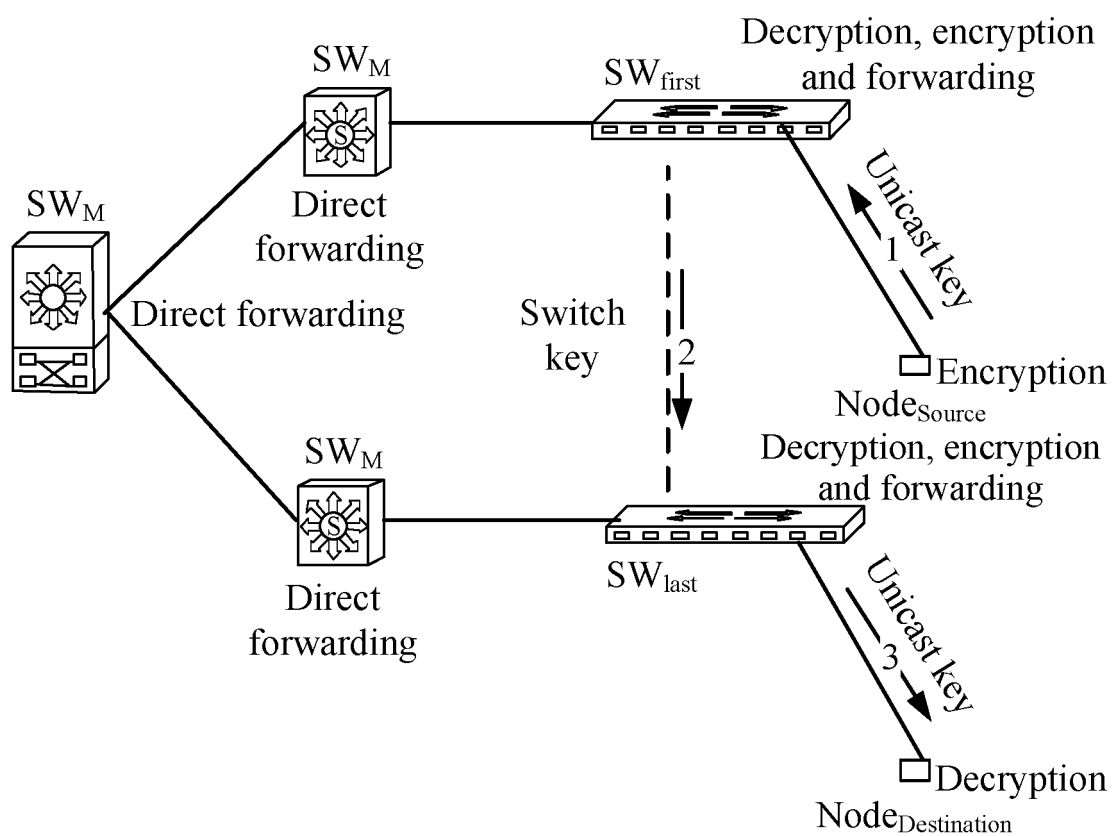 Decryption, encryption
and forwarding
SW_M
SW_first
S
Direct
forwarding
Unicast key
1
SW_M
Direct forwarding
Switch
key
2
Encryption
Node_Source
Decryption, encryption
and forwarding
SW_M
S
SW_last
Direct
forwarding
Unicast key
3
Decryption
Node_Destination